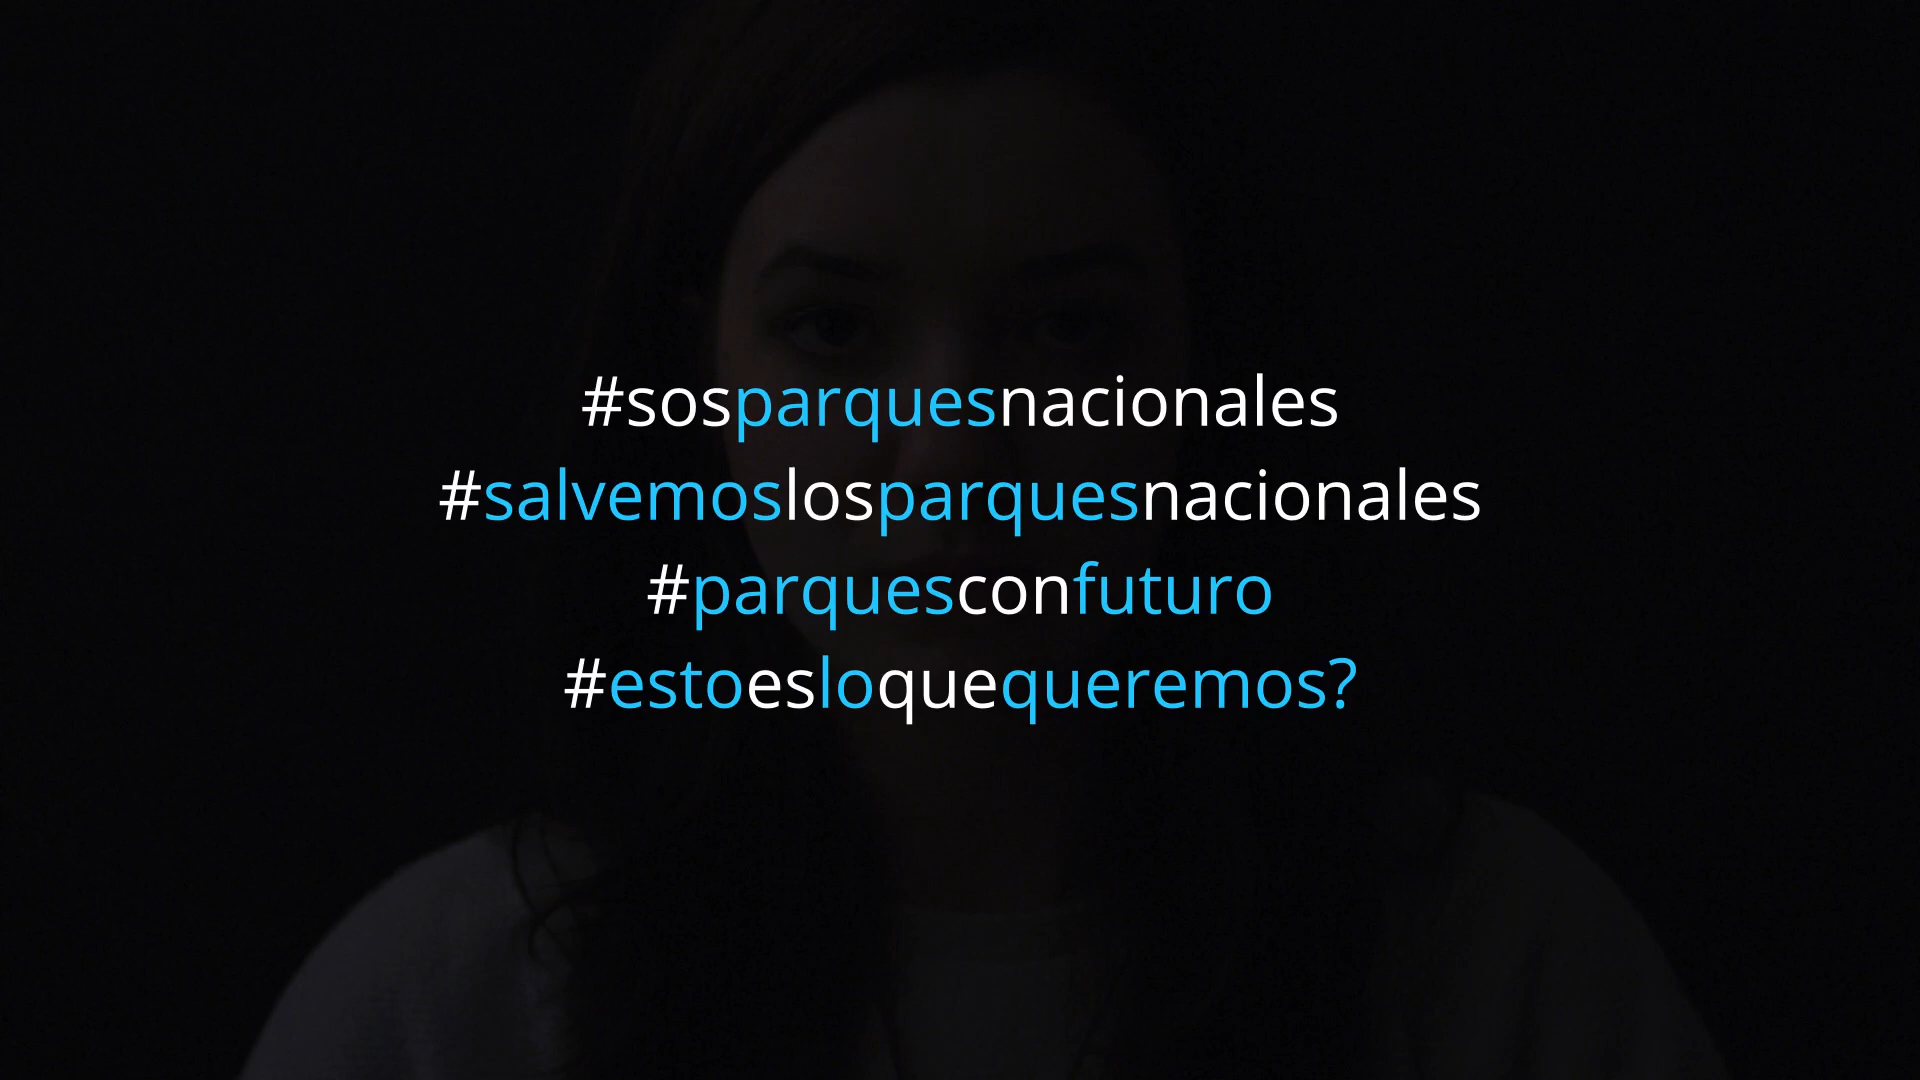 #sosparquesnacionales
#salvemoslosparquesnacionales
#parquesconfuturo
#estoesloquequeremos?